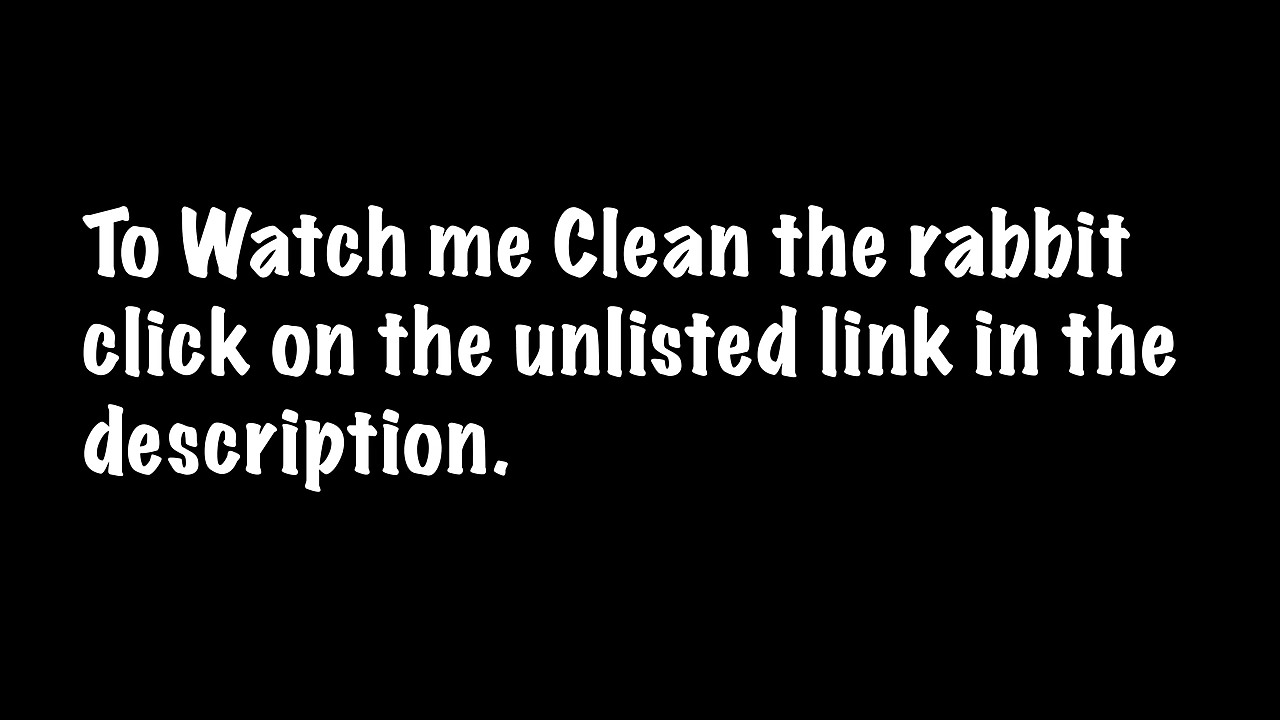 To Watch me Clean the rabbit
click on the unlisted link in the
description.